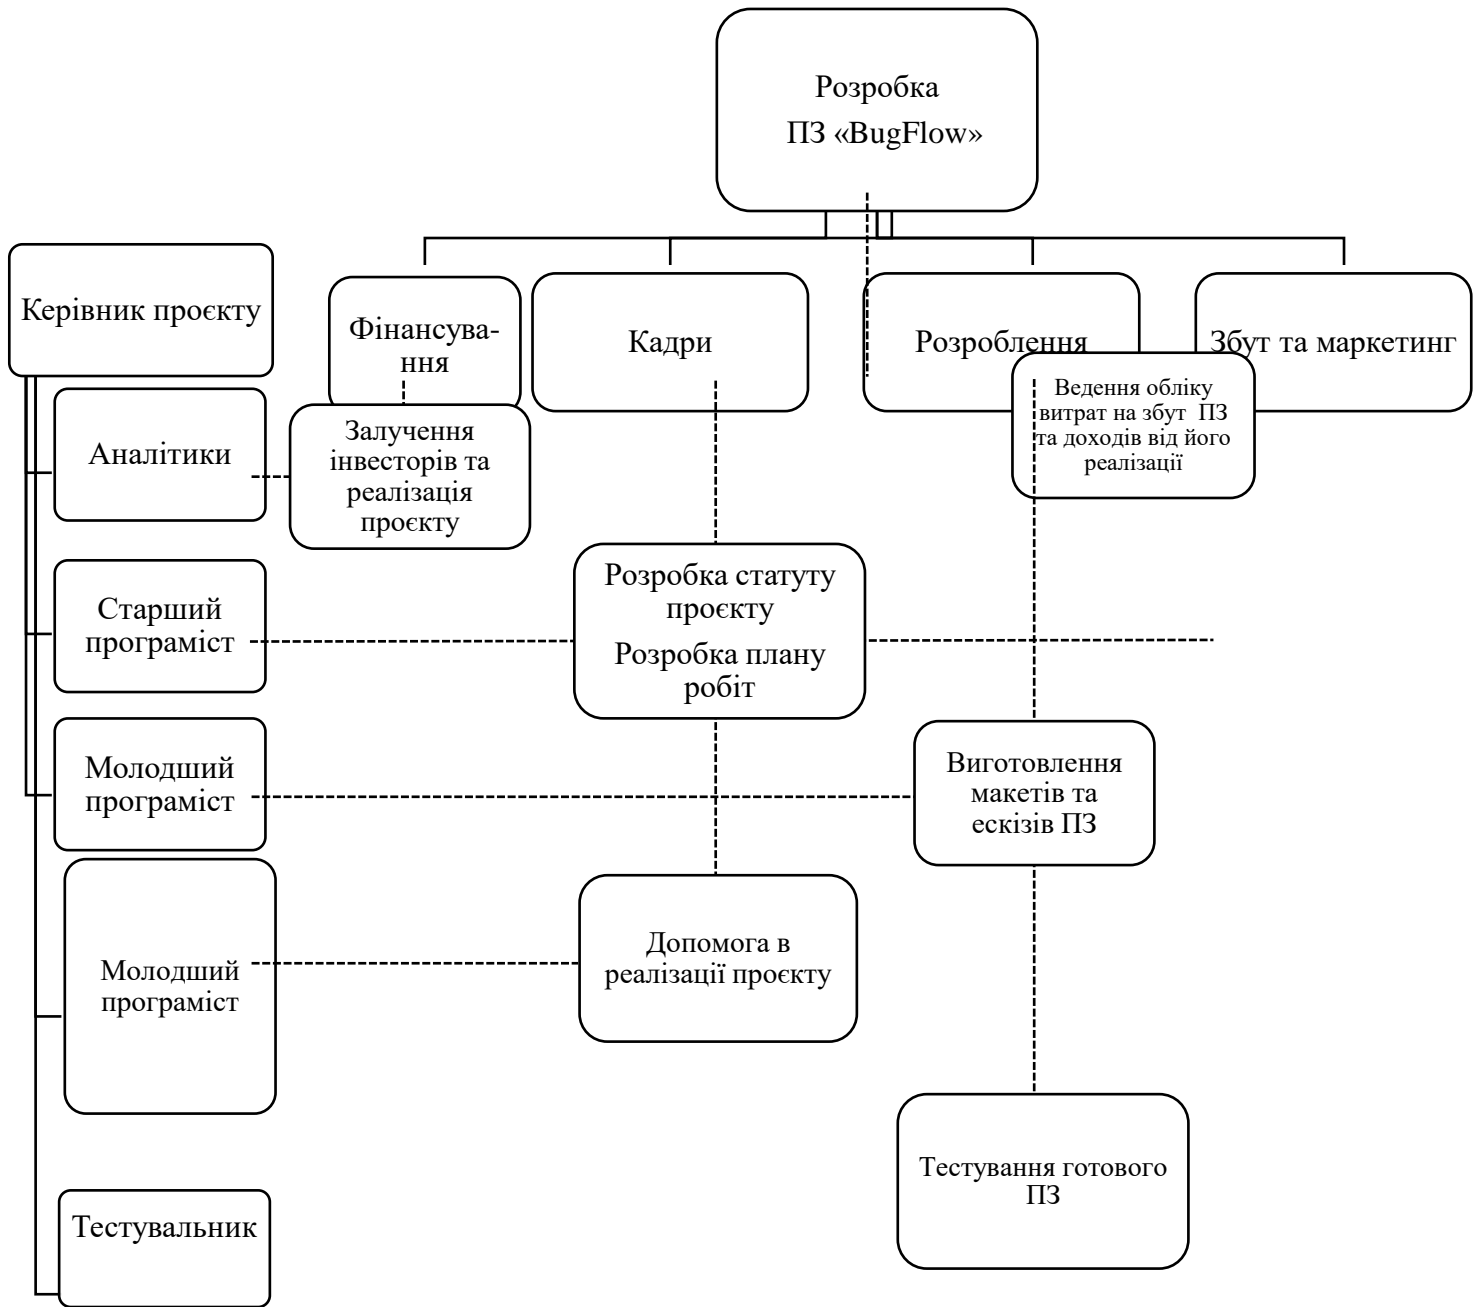 Розробка
ПЗ «BugFlow»
Керівник проєкту
Фінансува-
ння
Кадри
Розроблення
Збут та маркетинг
Ведення обліку
витрат на збут ПЗ
та доходів від його
реалізації
Аналітики
Залучення
інвесторів та
реалізація
проєкту
Старший
програміст
Розробка статуту
проєкту
Розробка плану
робіт
Молодший
програміст
Виготовлення
макетів та
ескізів ПЗ
Молодший
програміст
Допомога в
реалізації проєкту
Тестування готового
ПЗ
Тестувальник